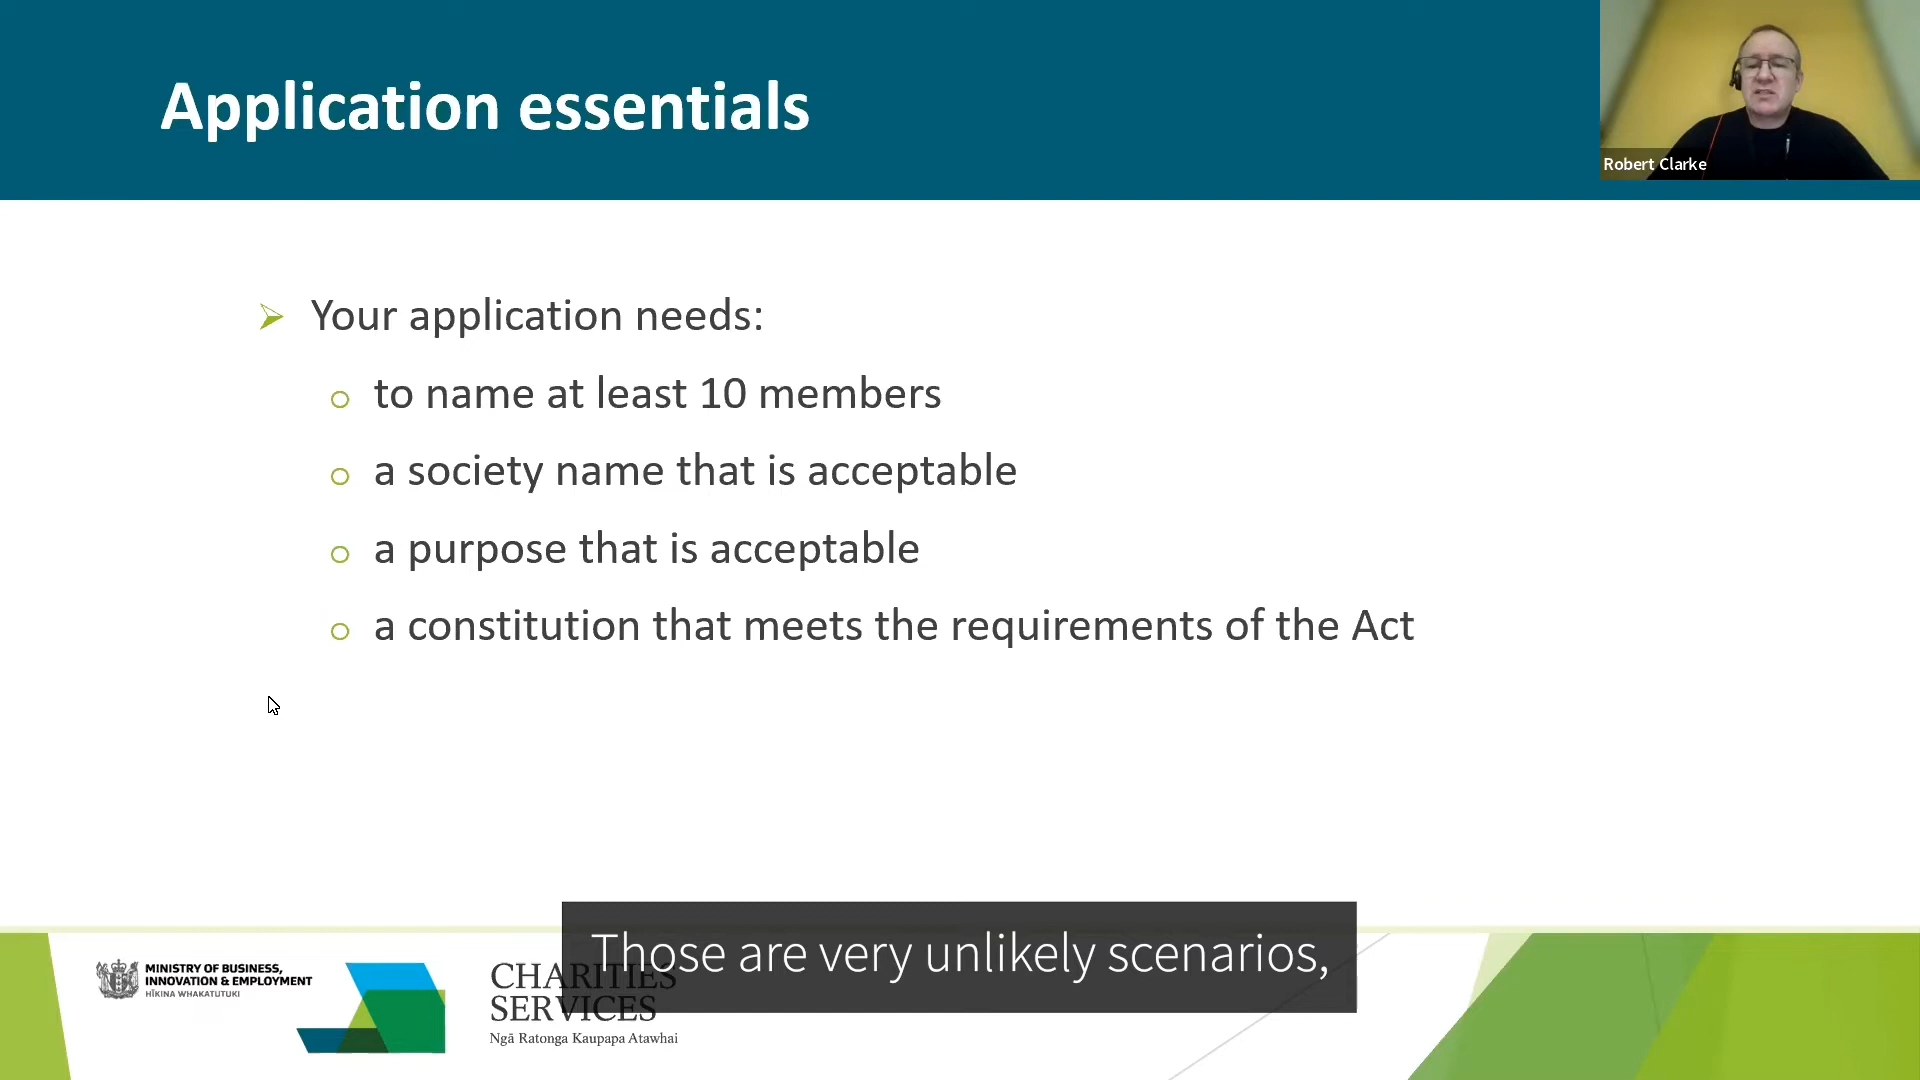 Application essentials
Robert Clarke
Your application needs:
to name at least 10 members
a society name that is acceptable
a purpose that is acceptable
a constitution that meets the requirements of the Act
Those are very unlikely scenarios,
MINISTRY OF BUSINESS,
INNOVATION & EMPLOYMENT
HĪKINA WHAKATUTUKI
CHARITIES
SERVICES
Ngā Ratonga Kaupapa Atawhai